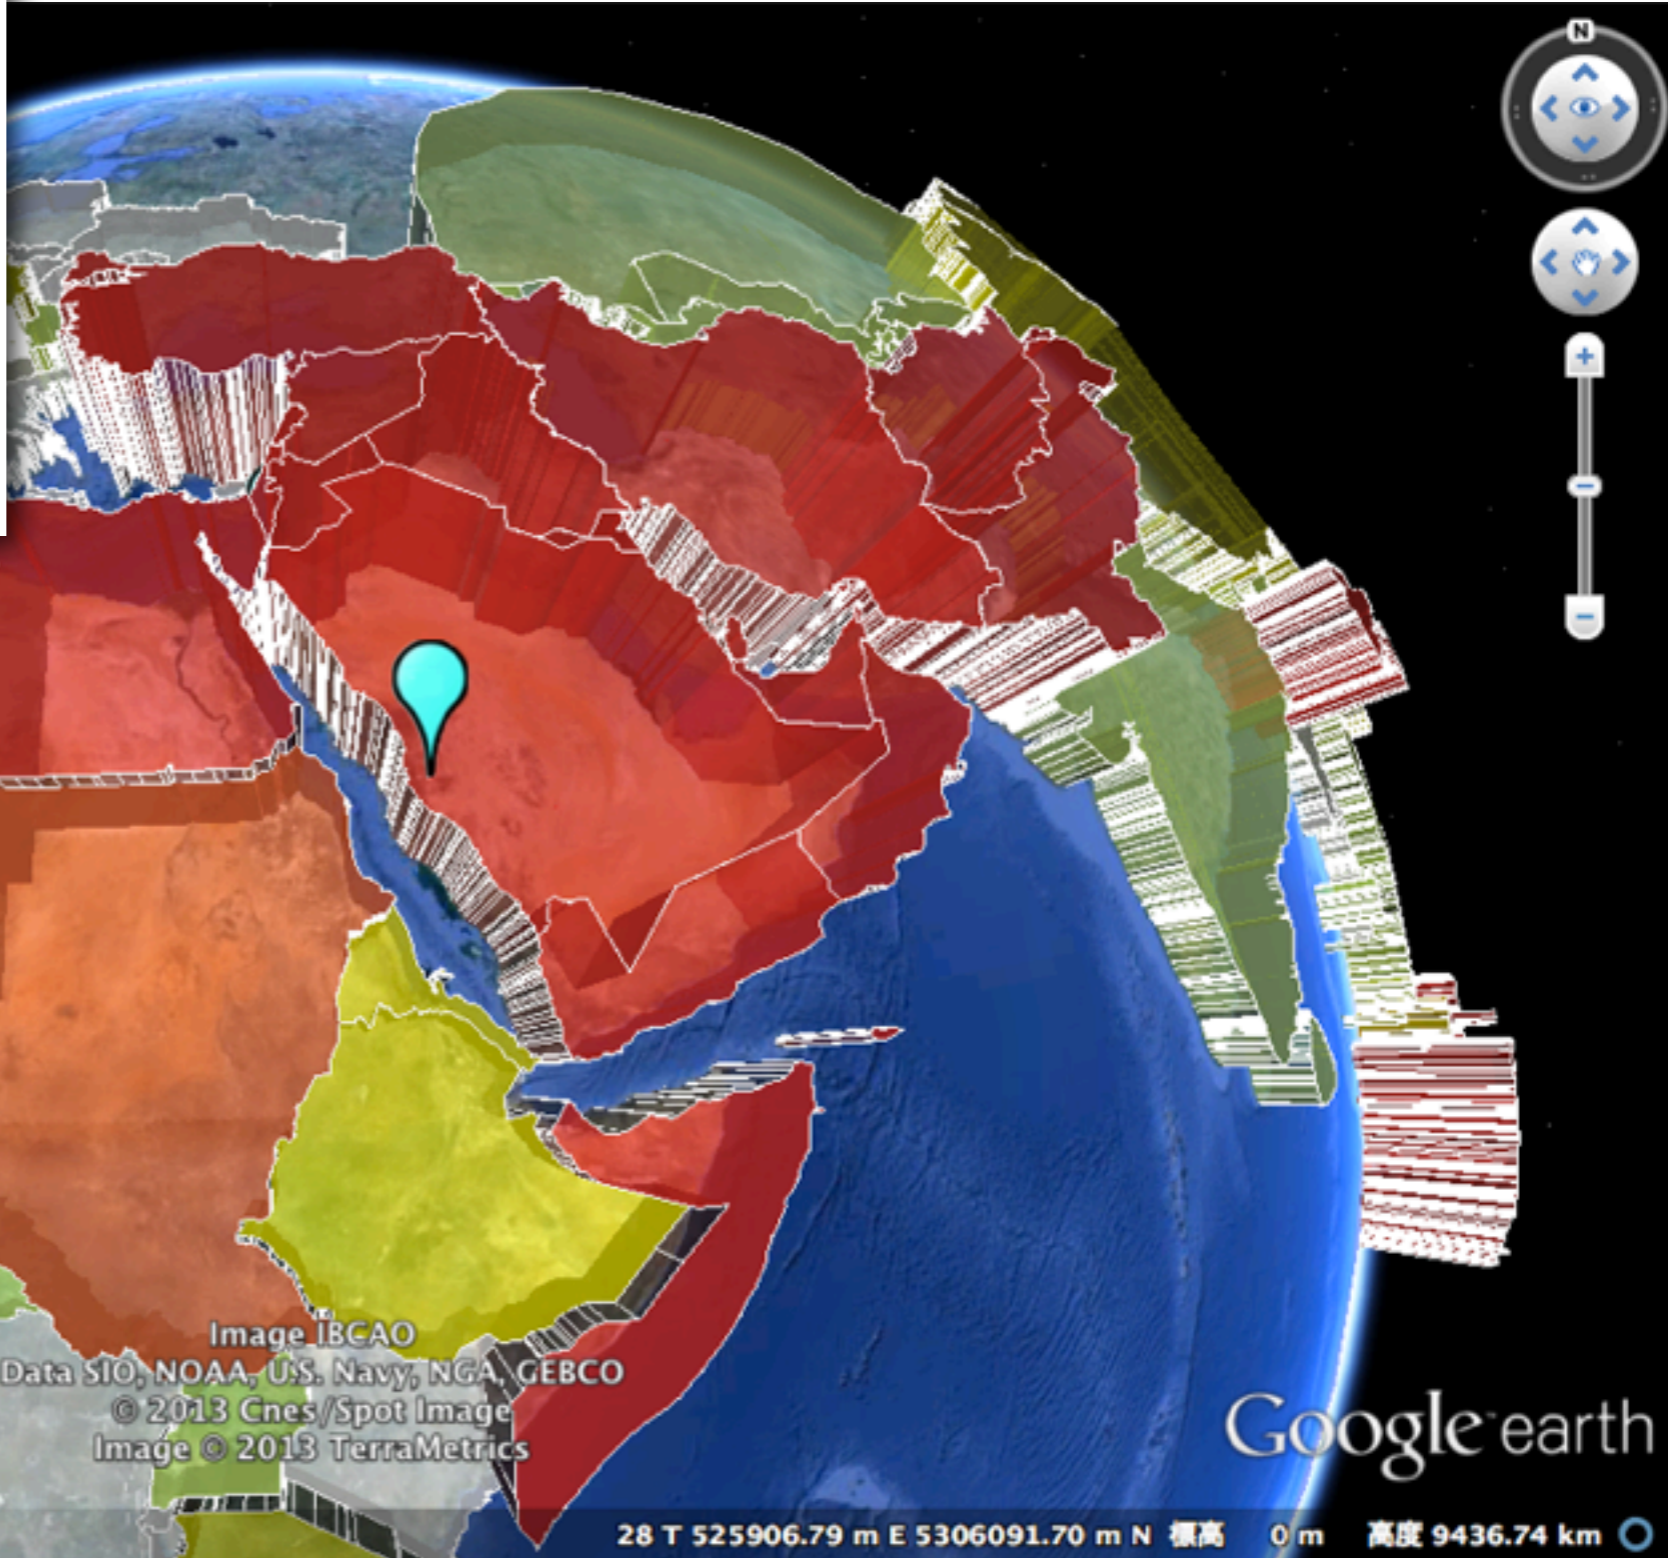 N
Image IBCAO
Data SIO, NOAA, U.S. Navy, NGA, GEBCO
© 2013 Cnes/Spot Image
Image © 2013 TerraMetrics
Google earth
28 T 525906.79 m E 5306091.70 m N 標高 0 m 高度 9436.74 km